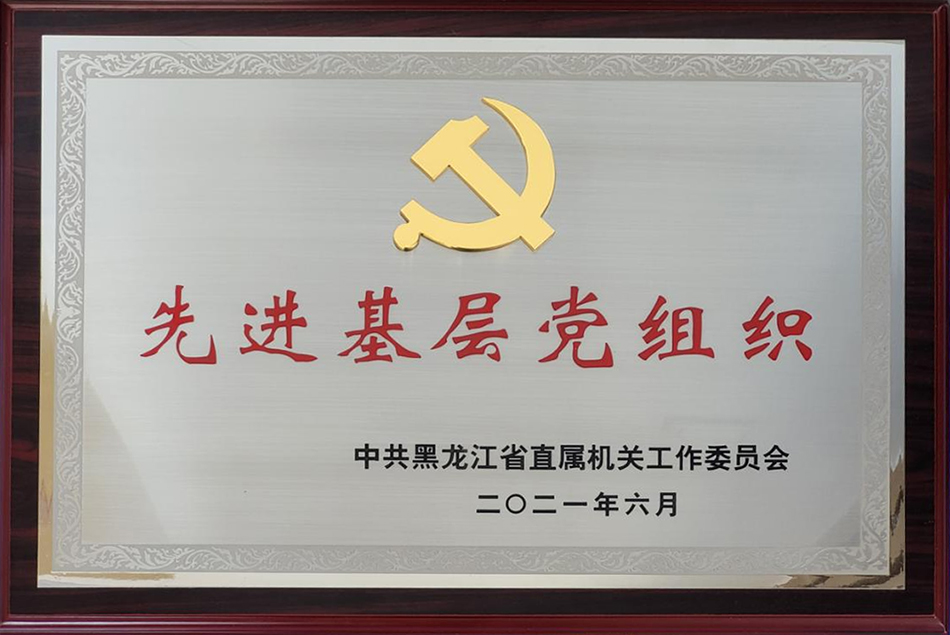 先进基层党组织
中共黑龙江省直属机关工作委员会
二〇二一年六月